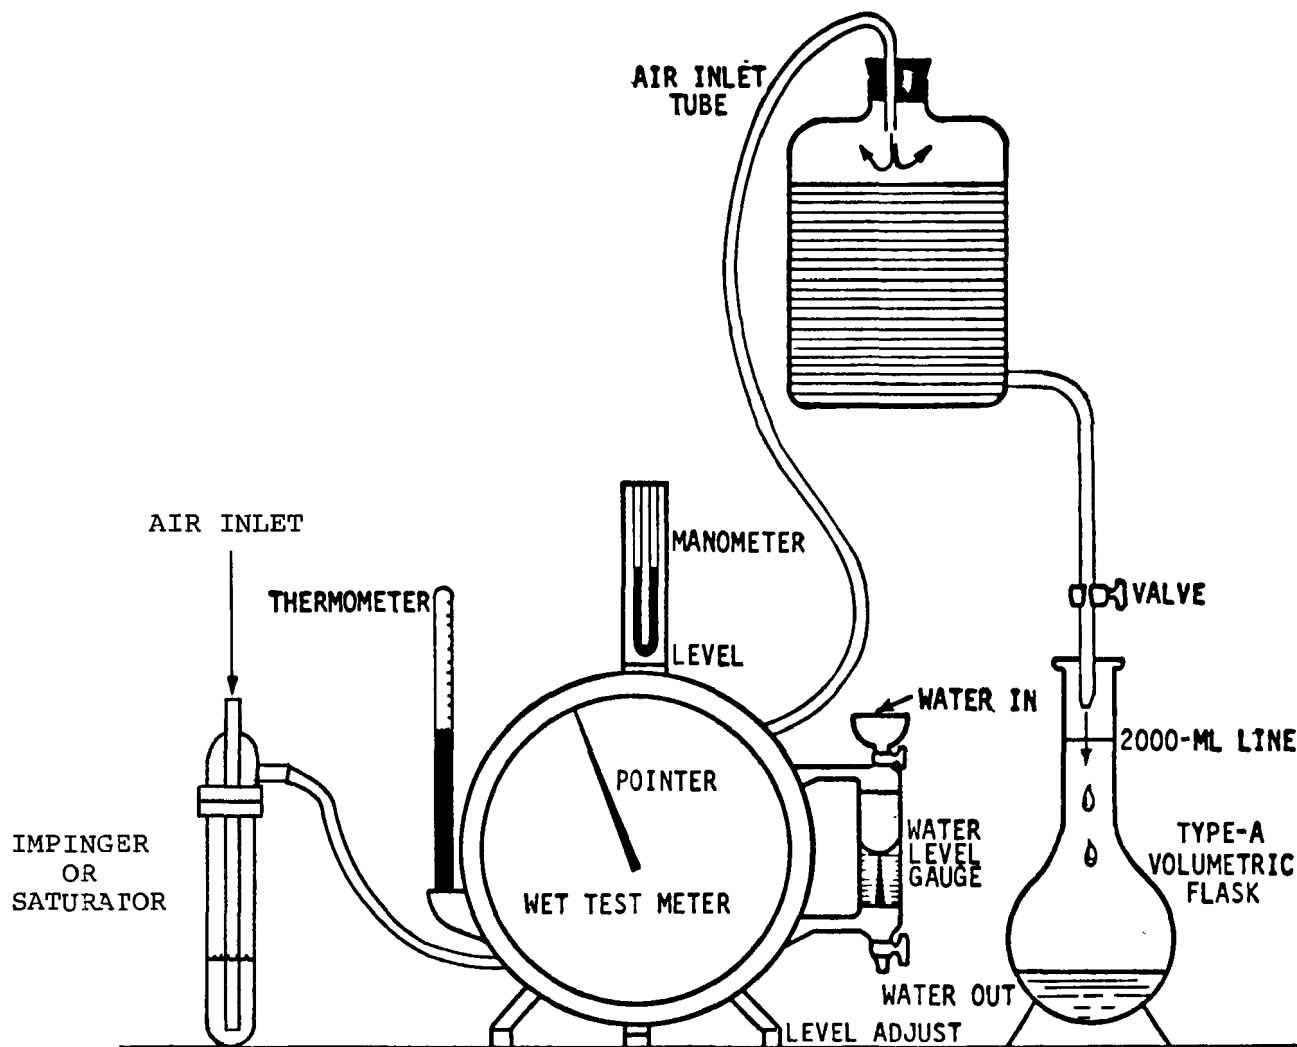 AIR INLET
TUBE
AIR INLET
MANOMETER
THERMOMETER
VALVE
LEVEL
WATER IN
2000-ML LINE
POINTER
IMPINGER
OR
SATURATOR
WATER
LEVEL
GAUGE
TYPE-A
VOLUMETRIC
FLASK
WET TEST METER
WATER OUT
LEVEL ADJUST